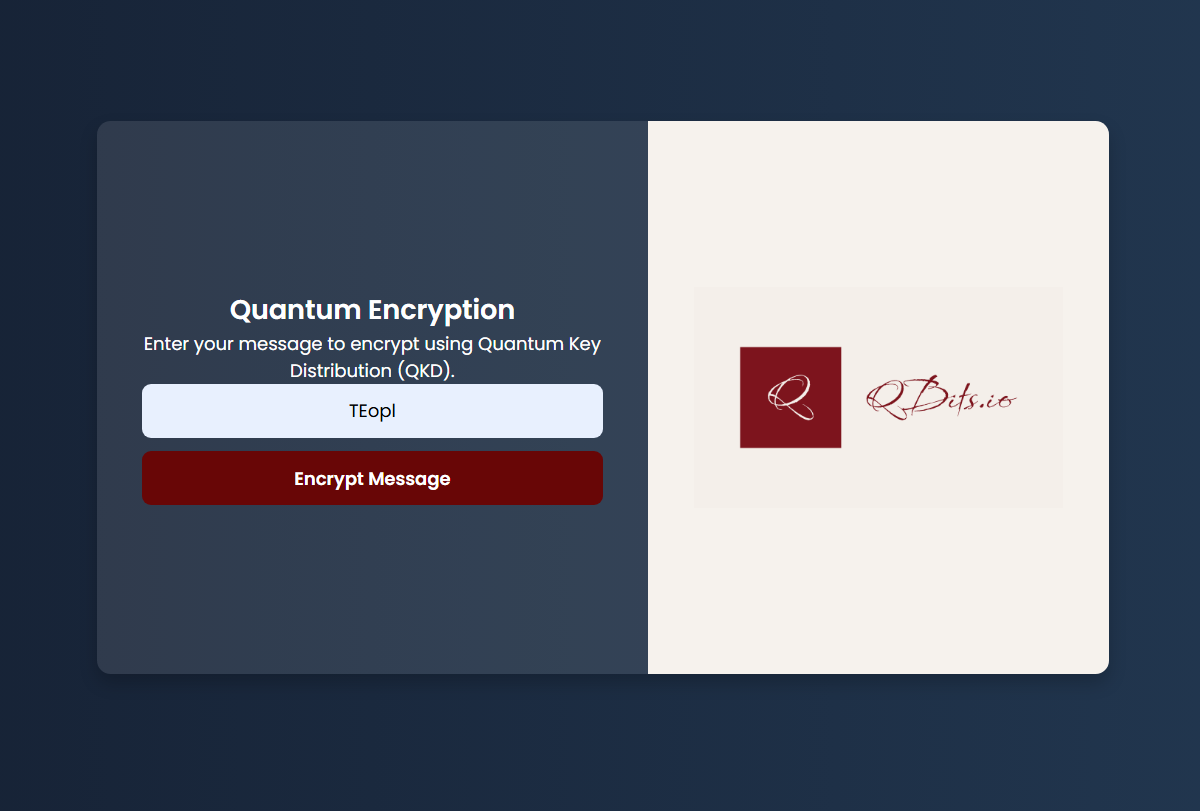 Quantum Encryption
Enter your message to encrypt using Quantum Key
Distribution (QKD).
TEopl
Encrypt Message
Q
QBits.io